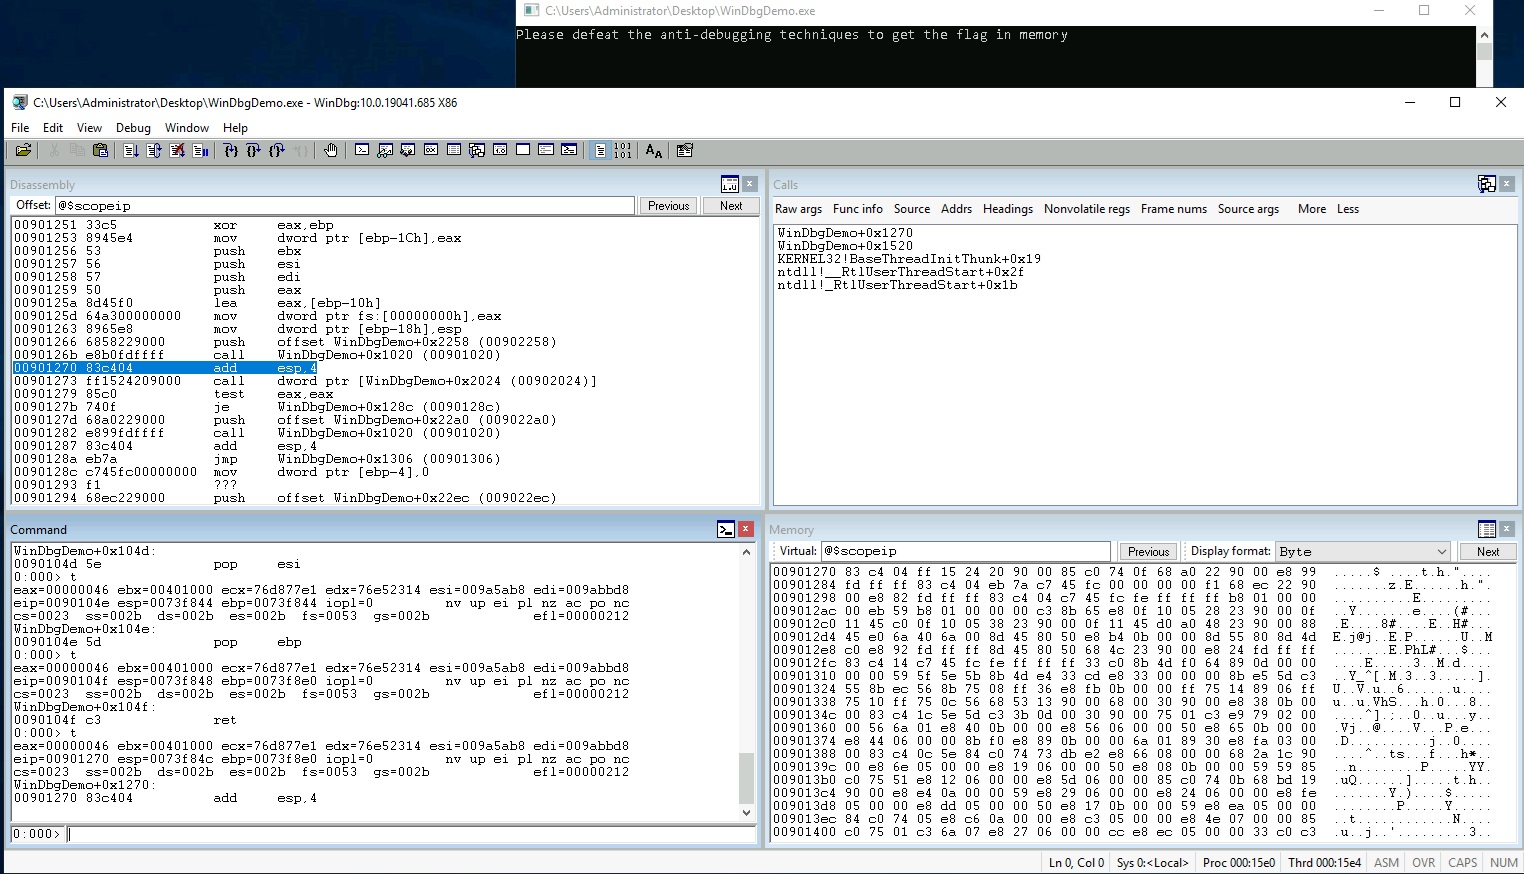 C:\Users\Administrator\Desktop\WinDbgDemo.exe
Please defeat the anti-debugging techniques to get the flag in memory
C:\Users\Administrator\Desktop\WinDbgDemo.exe - WinDbg:10.0.19041.685 X86
File Edit View Debug Window Help
Disassembly
Offset: @$scopeip Previous Next
00901251 33c5 xor eax,ebp
00901253 8945e4 mov dword ptr [ebp-1Ch],eax
00901256 53 push ebx
00901257 56 push esi
00901258 57 push edi
00901259 50 push eax
0090125a 8d45f0 lea eax,[ebp-10h]
0090125d 64a300000000 mov dword ptr fs:[00000000h],eax
00901263 8965e8 mov dword ptr [ebp-18h],esp
00901266 6858229000 push offset WinDbgDemo+0x2258 (00902258)
0090126b e8b0fdffff call WinDbgDemo+0x1020 (00901020)
00901270 83c404 add esp,4
00901273 ff1524209000 call dword ptr [WinDbgDemo+0x2024 (00902024)]
00901279 85c0 test eax,eax
0090127b 740f je WinDbgDemo+0x128c (0090128c)
0090127d 68a0229000 push offset WinDbgDemo+0x22a0 (009022a0)
00901282 e899fdffff call WinDbgDemo+0x1020 (00901020)
00901287 83c404 add esp,4
0090128a eb7a jmp WinDbgDemo+0x1306 (00901306)
0090128c c745fc00000000 mov dword ptr [ebp-4],0
00901293 f1 ???
00901294 68ec229000 push offset WinDbgDemo+0x22ec (009022ec)
Calls
Raw args Func info Source Addrs Headings Nonvolatile regs Frame nums Source args More Less
WinDbgDemo+0x1270
WinDbgDemo+0x1520
KERNEL32!BaseThreadInitThunk+0x19
ntdll!__RtlUserThreadStart+0x2f
ntdll!_RtlUserThreadStart+0x1b
Command
WinDbgDemo+0x104d:
0090104d 5e pop esi
0:000> t
eax=00000046 ebx=00401000 ecx=76d877e1 edx=76e52314 esi=009a5ab8 edi=009abbd8
eip=0090104e esp=0073f844 ebp=0073f844 iopl=0 nv up ei pl nz ac po nc
cs=0023 ss=002b ds=002b es=002b fs=0053 gs=002b efl=00000212
WinDbgDemo+0x104e:
0090104e 5d pop ebp
0:000> t
eax=00000046 ebx=00401000 ecx=76d877e1 edx=76e52314 esi=009a5ab8 edi=009abbd8
eip=0090104f esp=0073f848 ebp=0073f8e0 iopl=0 nv up ei pl nz ac po nc
cs=0023 ss=002b ds=002b es=002b fs=0053 gs=002b efl=00000212
WinDbgDemo+0x104f:
0090104f c3 ret
0:000> t
eax=00000046 ebx=00401000 ecx=76d877e1 edx=76e52314 esi=009a5ab8 edi=009abbd8
eip=00901270 esp=0073f84c ebp=0073f8e0 iopl=0 nv up ei pl nz ac po nc
cs=0023 ss=002b ds=002b es=002b fs=0053 gs=002b efl=00000212
WinDbgDemo+0x1270:
00901270 83c404 add esp,4
0:000>
Memory
Virtual: @$scopeip Previous Display format: Byte Next
00901270 83 c4 04 ff 15 24 20 90 00 85 c0 74 0f 68 a0 22 90 00 e8 99 .....$ ....t.h."....
00901284 fd ff ff 83 c4 04 eb 7a c7 45 fc 00 00 00 00 f1 68 ec 22 90 .......z.E......h.".
00901298 00 e8 82 fd ff ff 83 c4 04 c7 45 fc fe ff ff ff b8 01 00 00 ..........E.........
009012ac 00 eb 59 b8 01 00 00 00 c3 8b 65 e8 0f 10 05 28 23 90 00 0f ..Y.......e....(#...
009012c0 11 45 c0 0f 10 05 38 23 90 00 0f 11 45 d0 a0 48 23 90 00 88 .E....8#....E..H#...
009012d4 45 e0 6a 40 6a 00 8d 45 80 50 e8 b4 0b 00 00 8d 55 80 8d 4d E.j@j..E.P......U..M
009012e8 c0 e8 92 fd ff ff 8d 45 80 50 68 4c 23 90 00 e8 24 fd ff ff .......E.PhL#...$...
009012fc 83 c4 14 c7 45 fc fe ff ff ff 33 c0 8b 4d f0 64 89 0d 00 00 ....E.....3..M.d....
00901310 00 00 59 5f 5e 5b 8b 4d e4 33 cd e8 33 00 00 00 8b e5 5d c3 ..Y_^[.M.3..3.....].
00901324 55 8b ec 56 8b 75 08 ff 36 e8 fb 0b 00 00 ff 75 14 89 06 ff U..V.u..6......u....
00901338 75 10 ff 75 0c 56 68 53 13 90 00 68 00 30 90 00 e8 38 0b 00 u..u.VhS...h.0...8..
0090134c 00 83 c4 1c 5e 5d c3 3b 0d 00 30 90 00 75 01 c3 e9 79 02 00 ....^].;..0..u...y..
00901360 00 56 6a 01 e8 40 0b 00 00 e8 56 06 00 00 50 e8 65 0b 00 00 .Vj..@....V...P.e...
00901374 e8 44 06 00 00 8b f0 e8 89 0b 00 00 6a 01 89 30 e8 fa 03 00 .D..........j..0....
00901388 00 83 c4 0c 5e 84 c0 74 73 db e2 e8 66 08 00 00 68 2a 1c 90 ....^..ts...f...h*..
0090139c 00 e8 6e 05 00 00 e8 19 06 00 00 50 e8 08 0b 00 00 59 59 85 ..n........P.....YY.
009013b0 c0 75 51 e8 12 06 00 00 e8 5d 06 00 00 85 c0 74 0b 68 bd 19 .uQ......].....t.h..
009013c4 90 00 e8 e4 0a 00 00 59 e8 29 06 00 00 e8 24 06 00 00 e8 fe .......Y.)....$.....
009013d8 05 00 00 e8 dd 05 00 00 50 e8 17 0b 00 00 59 e8 ea 05 00 00 ........P.....Y.....
009013ec 84 c0 74 05 e8 c6 0a 00 00 e8 c3 05 00 00 e8 4e 07 00 00 85 ..t............N....
00901400 c0 75 01 c3 6a 07 e8 27 06 00 00 cc e8 ec 05 00 00 33 c0 c3 .u..j..'.........3..
Ln 0, Col 0 Sys 0:<Local> Proc 000:15e0 Thrd 000:15e4 ASM OVR CAPS NUM